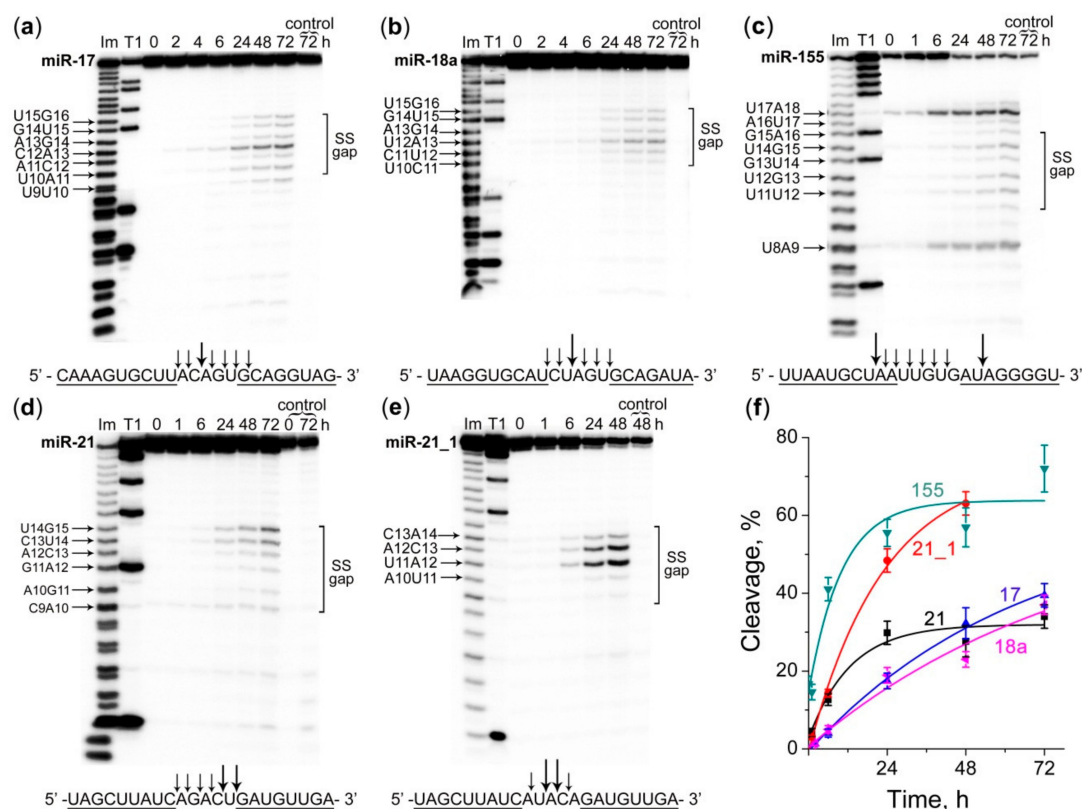 (a)
Im T1 0 2 4 6 24 48 72 control 72 h
miR-17
U15G16
G14U15
A13G14
C12A13
A11C12
U10A11
U9U10
SS gap
5' - CAAAGUGCUUACAGUGCAGGUAG- 3'
(b)
Im T1 0 2 4 6 24 48 72 control 72 h
miR-18a
U15G16
G14U15
A13G14
U12A13
C11U12
U10C11
SS gap
5' - UAAGGUGCAUCUAGUGCAGAUA- 3'
(c)
Im T1 0 1 6 24 48 72 control 72 h
miR-155
U17A18
A16U17
G15A16
U14G15
G13U14
U12G13
U11U12
U8A9
SS gap
5' - UUAAUGCUAAUUGUGAUAGGGGU- 3'
(d)
Im T1 0 1 6 24 48 72 control 0 72 h
miR-21
U14G15
C13U14
A12C13
G11A12
A10G11
C9A10
SS gap
5' -UAGCUUAUCAGACUGAUGUUGA- 3'
(e)
Im T1 0 1 6 24 48 control 48 h
miR-21_1
C13A14
A12C13
U11A12
A10U11
SS gap
5' -UAGCUUAUCAUACAGAUGUUGA- 3'
(f)
Cleavage, %
80
60
40
20
0
155
21_1
17
21
18a
24 48 72
Time, h